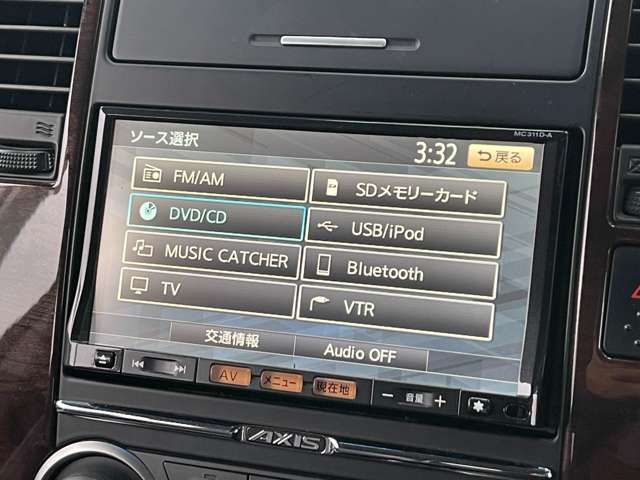 MC311D-A
ソース選択
3:32
戻る
FM/AM
SDメモリーカード
DVD/CD
USB/iPod
MUSIC CATCHER
Bluetooth
TV
VTR
交通情報
Audio OFF
AV
メニュー
現在地
− 音量 +
AXIS